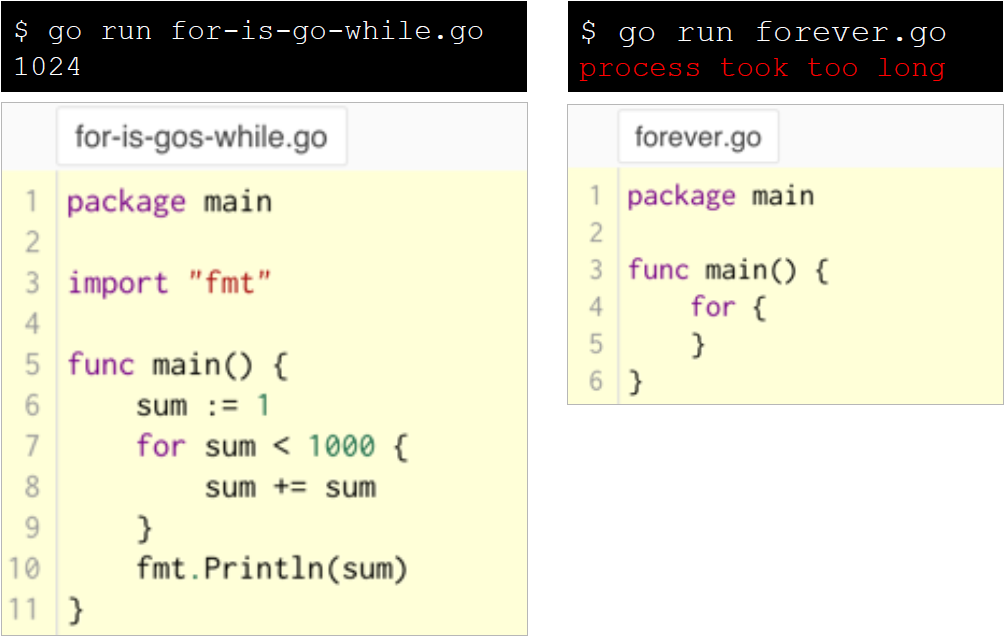 $ go run for-is-go-while.go
1024
for-is-gos-while.go
1 package main
2
3 import "fmt"
4
5 func main() {
6     sum := 1
7     for sum < 1000 {
8         sum += sum
9     }
10     fmt.Println(sum)
11 }
$ go run forever.go
process took too long
forever.go
1 package main
2
3 func main() {
4     for {
5     }
6 }